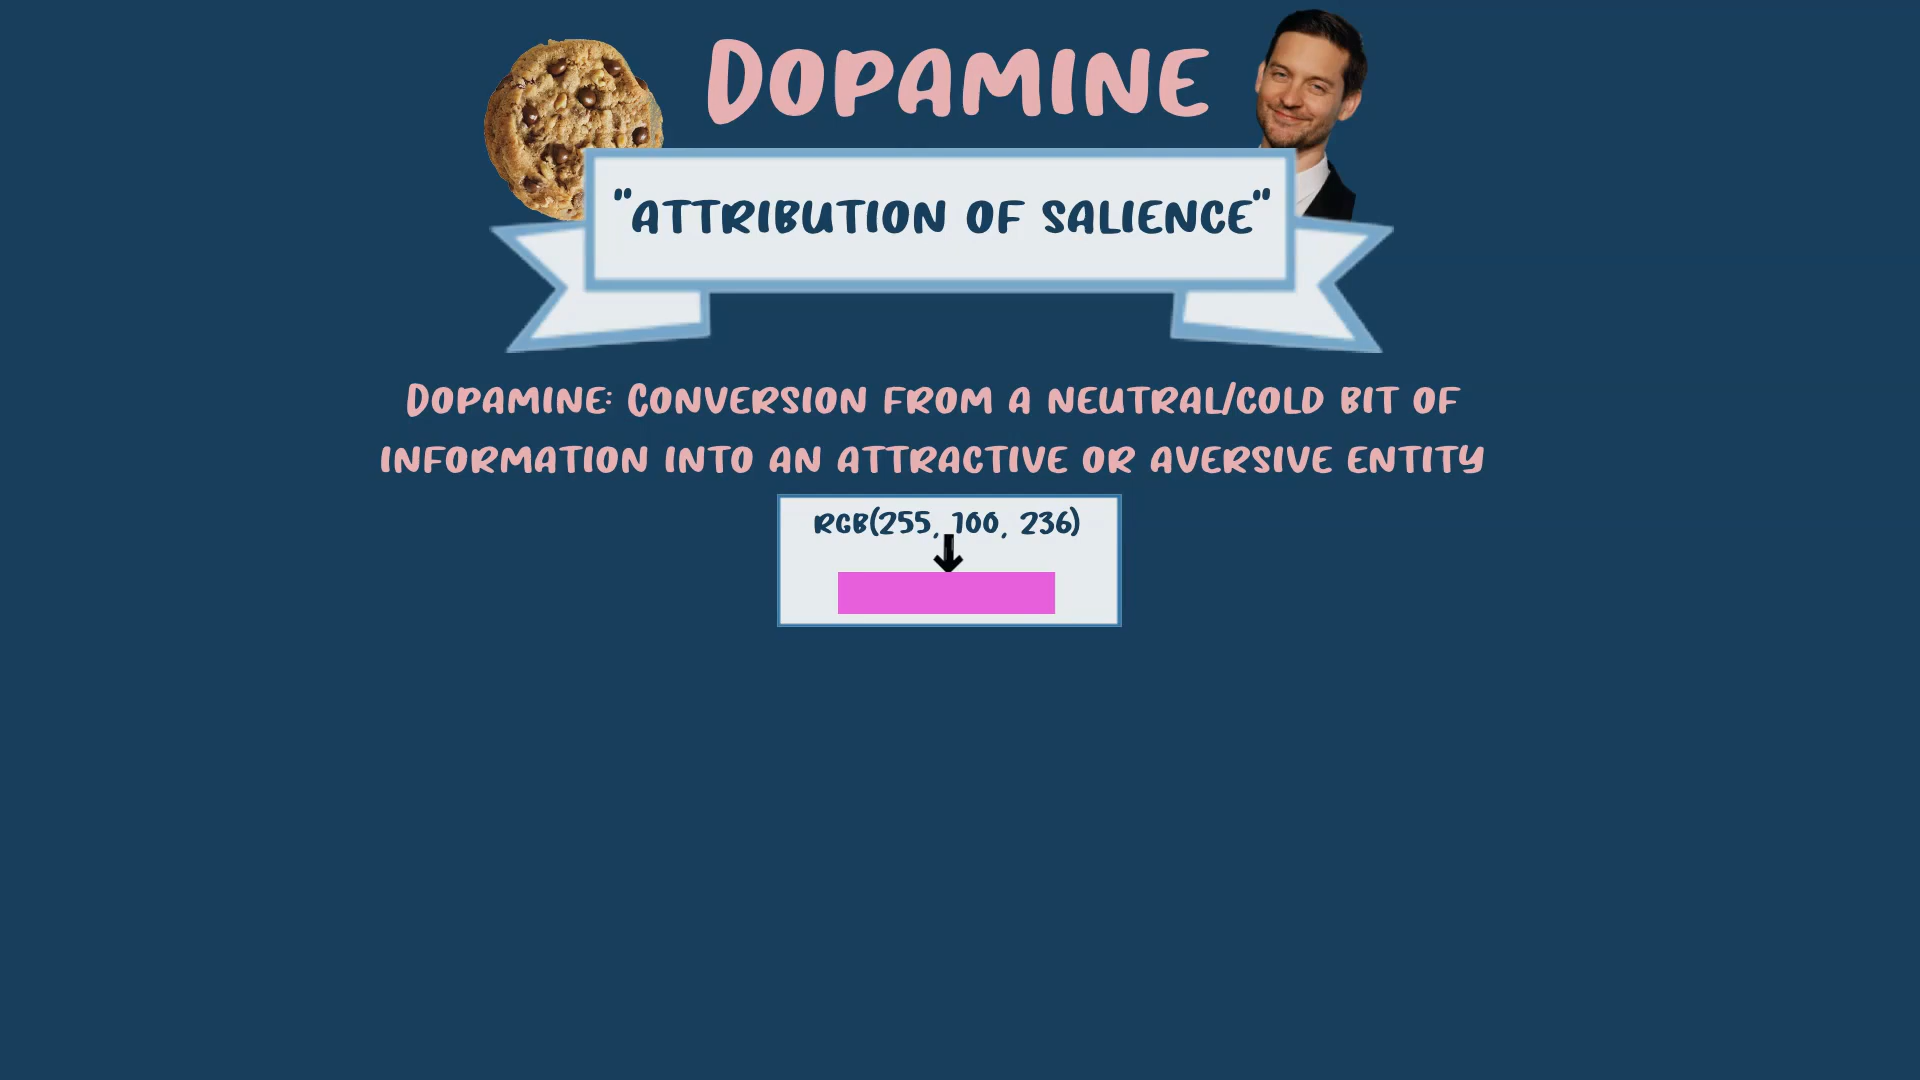 DOPAMINE
"ATTRIBUTION OF SALIENCE"
DOPAMINE: CONVERSION FROM A NEUTRAL/COLD BIT OF
INFORMATION INTO AN ATTRACTIVE OR AVERSIVE ENTITY
RGB(255, 100, 236)